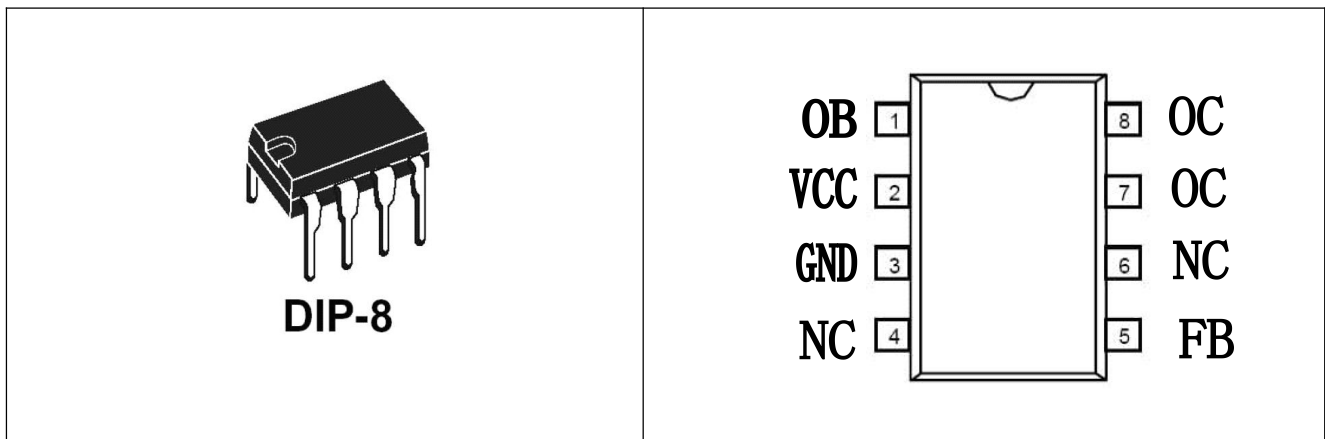 DIP-8
OB 1 8 OC
VCC 2 7 OC
GND 3 6 NC
NC 4 5 FB